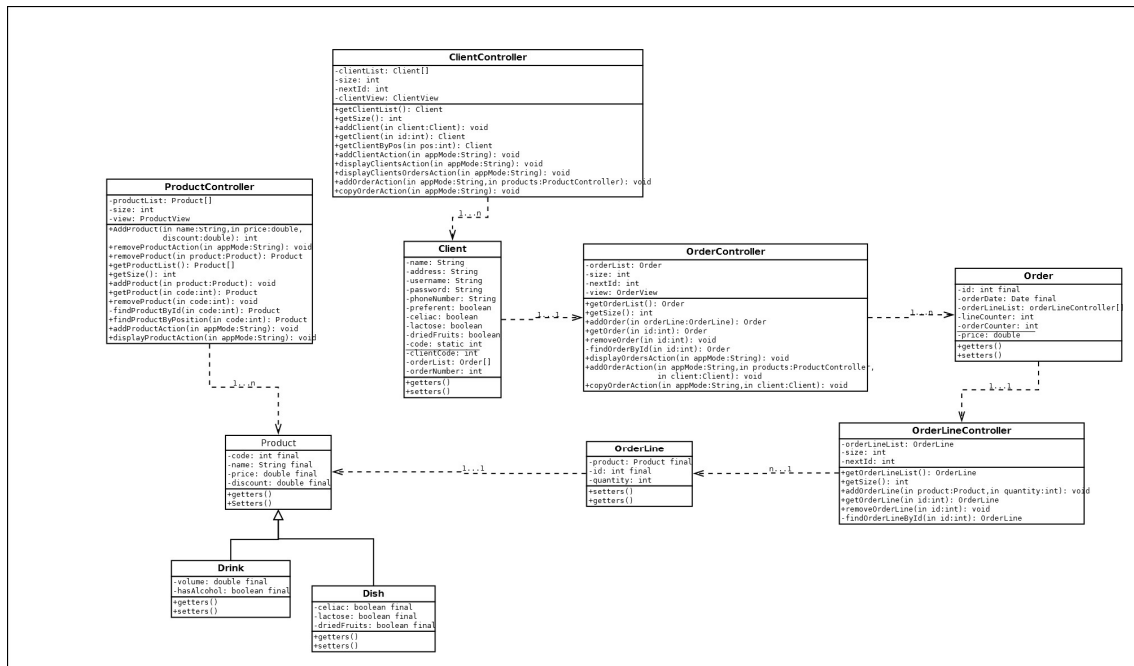 ClientController
-clientList: Client[]
-size: int
-nextId: int
-clientView: ClientView
+getClientList(): Client
+getSize(): int
+addClient(in client:Client): void
+getClient(in id:int): Client
+getClientByPos(in pos:int): Client
+addClientAction(in appMode:String): void
+displayClientsAction(in appMode:String): void
+displayClientsOrdersAction(in appMode:String): void
+addOrderAction(in appMode:String,in products:ProductController): void
+copyOrderAction(in appMode:String): void
1...n
ProductController
-productList: Product[]
-size: int
-view: ProductView
+AddProduct(in name:String,in price:double,
discount:double): int
+removeProductAction(in appMode:String): void
+removeProduct(in product:Product): Product
+getProductList(): Product[]
+getSize(): int
+addProduct(in product:Product): void
+getProduct(in code:int): Product
+removeProduct(in code:int): void
-findProductById(in code:int): Product
+findProductByPosition(in code:int): Product
+addProductAction(in appMode:String): void
+displayProductAction(in appMode:String): void
1...n
Client
-name: String
-address: String
-username: String
-password: String
-phoneNumber: String
-preferent: boolean
-celiac: boolean
-lactose: boolean
-driedFruits: boolean
-code: static int
-clientCode: int
-orderList: Order[]
-orderNumber: int
+getters()
+setters()
1...1
OrderController
-orderList: Order
-size: int
-nextId: int
-view: OrderView
+getOrderList(): Order
+getSize(): int
+addOrder(in orderLine:OrderLine): Order
+getOrder(in id:int): Order
+removeOrder(in id:int): void
-findOrderById(in id:int): Order
+displayOrdersAction(in appMode:String): void
+addOrderAction(in appMode:String,in products:ProductController,
in client:Client): void
+copyOrderAction(in appMode:String,in client:Client): void
1...n
Order
-id: int final
-orderDate: Date final
-orderLineList: orderLineController[]
-lineCounter: int
-orderCounter: int
-price: double
+getters()
+setters()
1...1
OrderLineController
-orderLineList: OrderLine
-size: int
-nextId: int
+getOrderLineList(): OrderLine
+getSize(): int
+addOrderLine(in product:Product,in quantity:int): void
+getOrderLine(in id:int): OrderLine
+removeOrderLine(in id:int): void
-findOrderLineById(in id:int): OrderLine
n...1
OrderLine
-product: Product final
-id: int final
-quantity: int
+setters()
+getters()
1...1
Product
-code: int final
-name: String final
-price: double final
-discount: double final
+getters()
+Setters()
Drink
-volume: double final
-hasAlcohol: boolean final
+getters()
+setters()
Dish
-celiac: boolean final
-lactose: boolean final
-driedFruits: boolean final
+getters()
+setters()